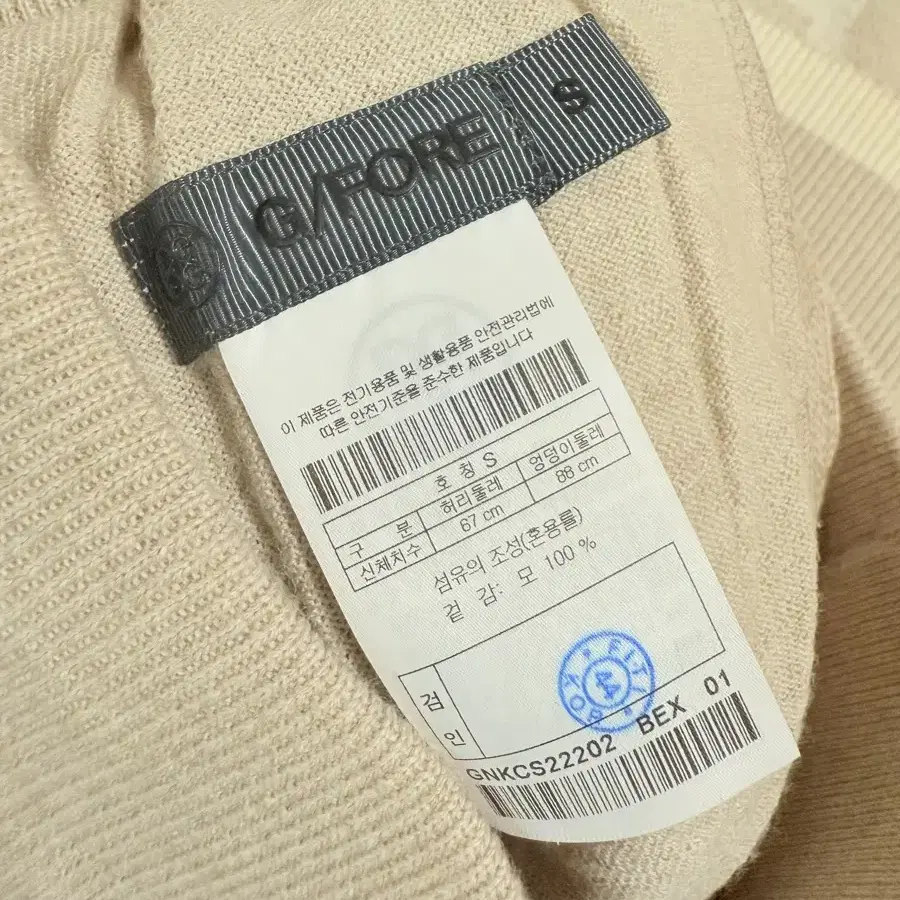 G/FORE
S
이 제품은 전기용품 및 생활용품 안전관리법에
따른 안전기준을 준수한 제품입니다
호 칭 S
구 분 허리둘레 엉덩이둘레
신체치수 67 cm 88 cm
섬유의 조성(혼용률)
겉 감: 모 100 %
검
인
FITI
44
KOR
GNKCS22202 BEX 01